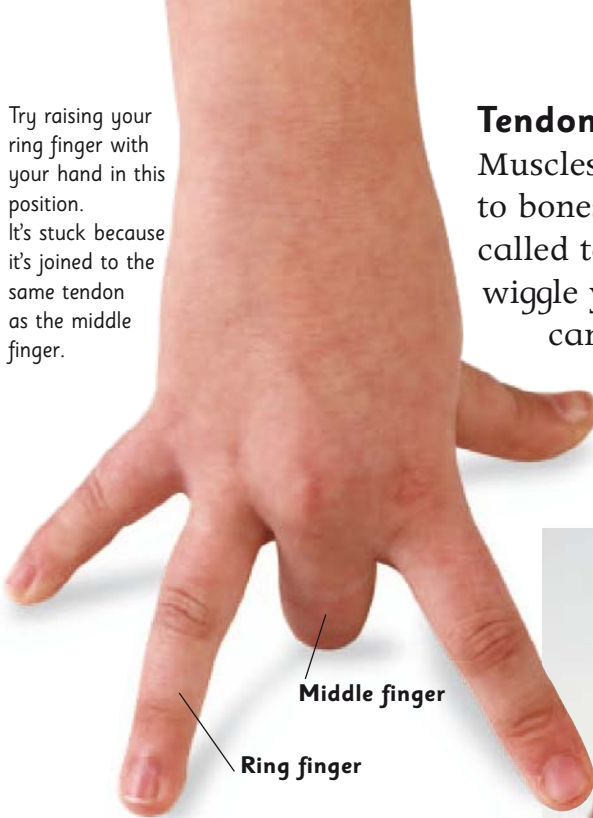 Try raising your
ring finger with
your hand in this
position.
It's stuck because
it's joined to the
same tendon
as the middle
finger.
Tendon
Muscles
to bone
called t
wiggle y
can
Middle finger
Ring finger